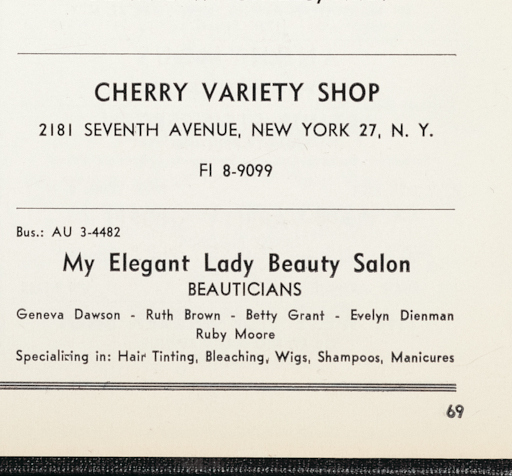 CHERRY VARIETY SHOP
2181 SEVENTH AVENUE, NEW YORK 27, N. Y.
FI 8-9099
Bus.: AU 3-4482
My Elegant Lady Beauty Salon
BEAUTICIANS
Geneva Dawson - Ruth Brown - Betty Grant - Evelyn Dienman
Ruby Moore
Specializing in: Hair Tinting, Bleaching, Wigs, Shampoos, Manicures
69